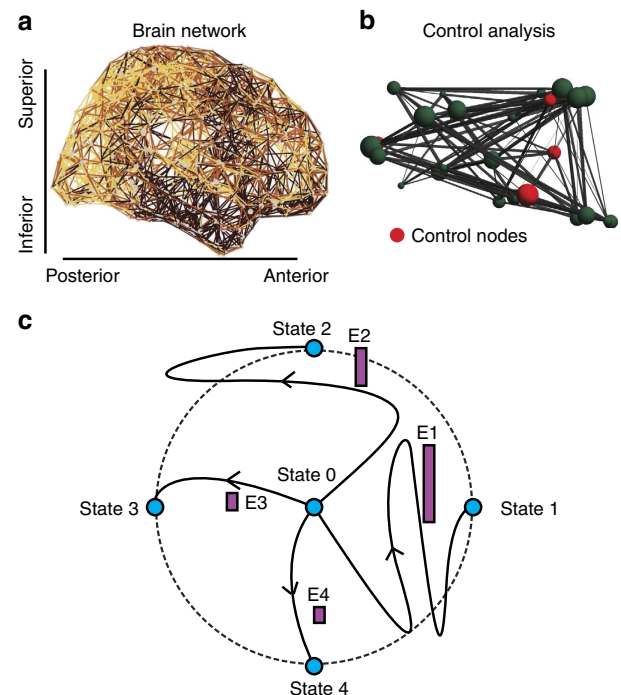 a
Brain network
Superior
Inferior
Posterior
Anterior
b
Control analysis
Control nodes
c
State 2
E2
E1
State 0
State 3
E3
State 1
E4
State 4